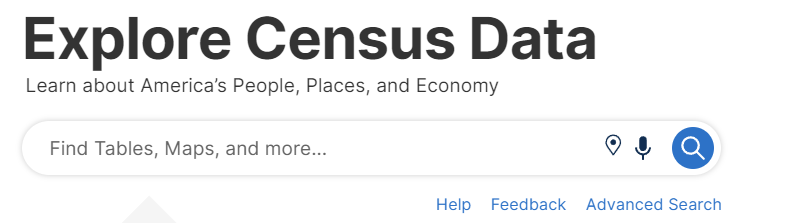 Explore Census Data
Learn about America’s People, Places, and Economy
Find Tables, Maps, and more...
Help Feedback Advanced Search